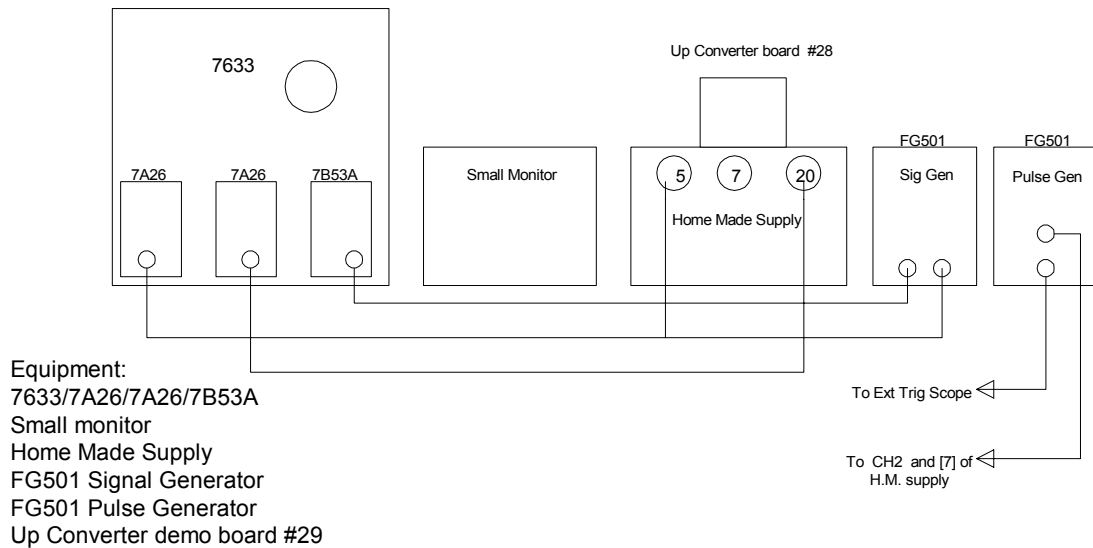 Up Converter board #28
7633
FG501
FG501
7A26
7A26
7B53A
Small Monitor
5
7
20
Sig Gen
Pulse Gen
Home Made Supply
Equipment:
7633/7A26/7A26/7B53A
Small monitor
Home Made Supply
FG501 Signal Generator
FG501 Pulse Generator
Up Converter demo board #29
To Ext Trig Scope
To CH2 and [7] of
H.M. supply